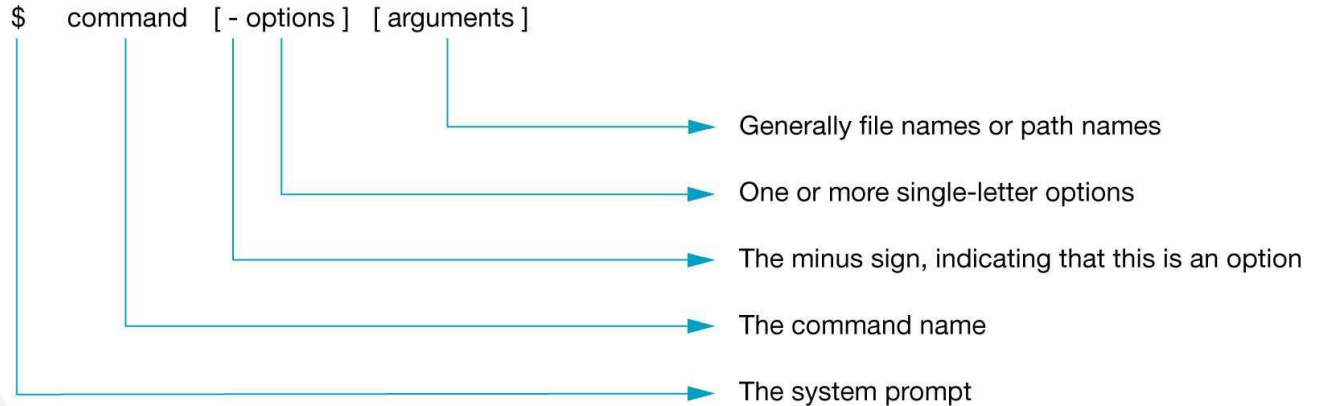 $ command [ - options ] [ arguments ]
Generally file names or path names
One or more single-letter options
The minus sign, indicating that this is an option
The command name
The system prompt